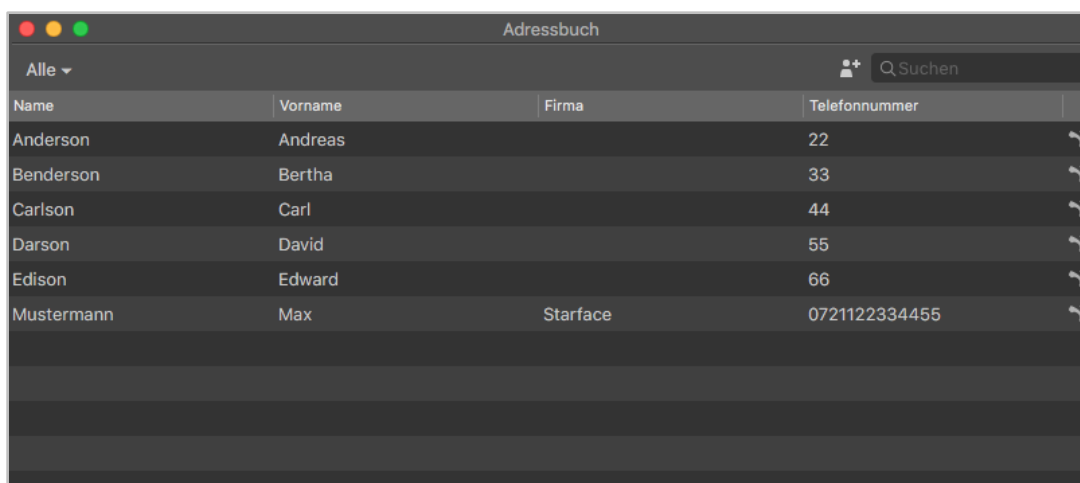 Adressbuch
Alle Suchen
Name Vorname Firma Telefonnummer
Anderson Andreas 22
Benderson Bertha 33
Carlson Carl 44
Darson David 55
Edison Edward 66
Mustermann Max Starface 0721122334455